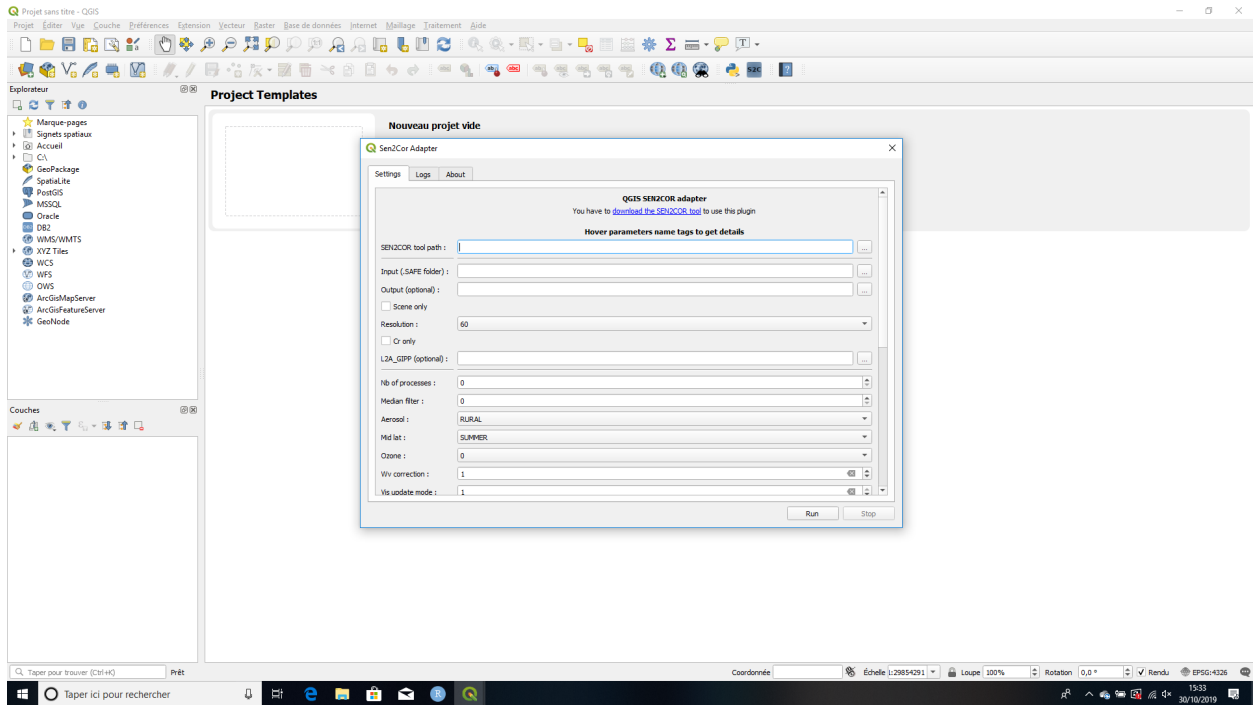 Projet sans titre - QGIS
Projet Éditer Vue Couche Préférences Extension Vecteur Raster Base de données Internet Maillage Traitement Aide
Explorateur
Marque-pages
Signets spatiaux
Accueil
C:\
GeoPackage
SpatiaLite
PostGIS
MSSQL
Oracle
DB2
WMS/WMTS
XYZ Tiles
WCS
WFS
OWS
ArcGisMapServer
ArcGisFeatureServer
GeoNode
Couches
Project Templates
Nouveau projet vide
Sen2Cor Adapter
Settings Logs About
QGIS SEN2COR adapter
You have to download the SEN2COR tool to use this plugin
Hover parameters name tags to get details
SEN2COR tool path : ...
Input (.SAFE folder) : ...
Output (optional) : ...
Scene only
Resolution : 60
Cr only
L2A_GIPP (optional) : ...
Nb of processes : 0
Median filter : 0
Aerosol : RURAL
Mid lat : SUMMER
Ozone : 0
Wv correction : 1
Vis update mode : 1
Run Stop
Taper pour trouver (Ctrl+K) Prêt Coordonnée Échelle 1:29854291 Loupe 100% Rotation 0,0 ° Rendu EPSG:4326
Taper ici pour rechercher
15:33
30/10/2019